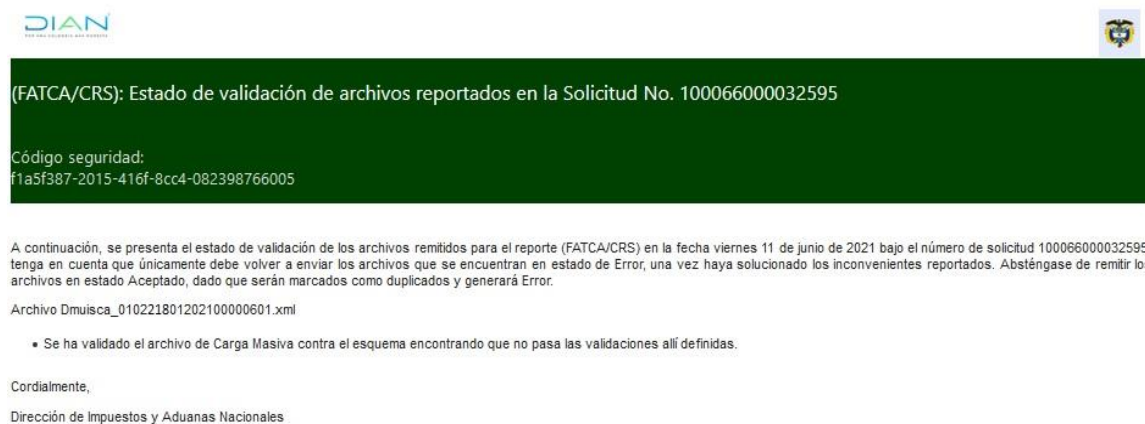 DIAN
(FATCA/CRS): Estado de validación de archivos reportados en la Solicitud No. 100066000032595
Código seguridad:
f1a5f387-2015-416f-8cc4-082398766005
A continuación, se presenta el estado de validación de los archivos remitidos para el reporte (FATCA/CRS) en la fecha viernes 11 de junio de 2021 bajo el número de solicitud 100066000032595
tenga en cuenta que únicamente debe volver a enviar los archivos que se encuentran en estado de Error, una vez haya solucionado los inconvenientes reportados. Absténgase de remitir lo
archivos en estado Aceptado, dado que serán marcados como duplicados y generará Error.
Archivo Dmuisca_010221801202100000601.xml
• Se ha validado el archivo de Carga Masiva contra el esquema encontrando que no pasa las validaciones allí definidas.
Cordialmente,
Dirección de Impuestos y Aduanas Nacionales